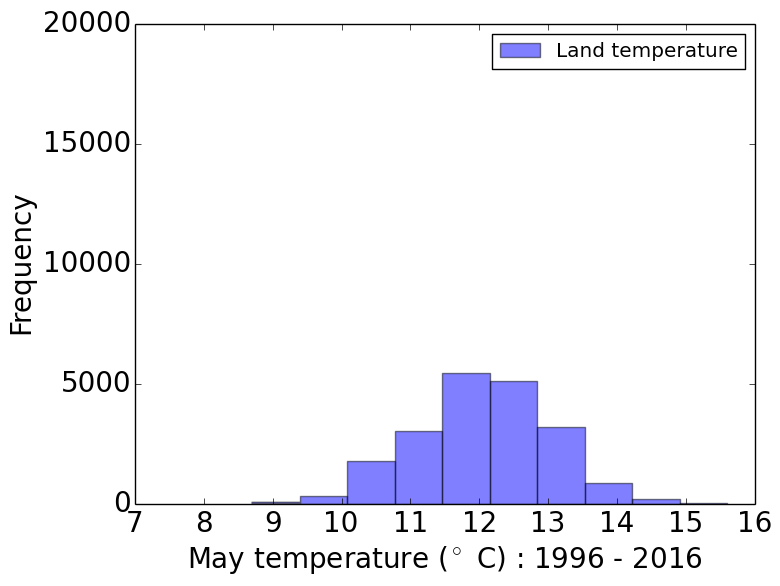 20000
15000
10000
5000
0
Frequency
Land temperature
7 8 9 10 11 12 13 14 15 16
May temperature (° C) : 1996 - 2016